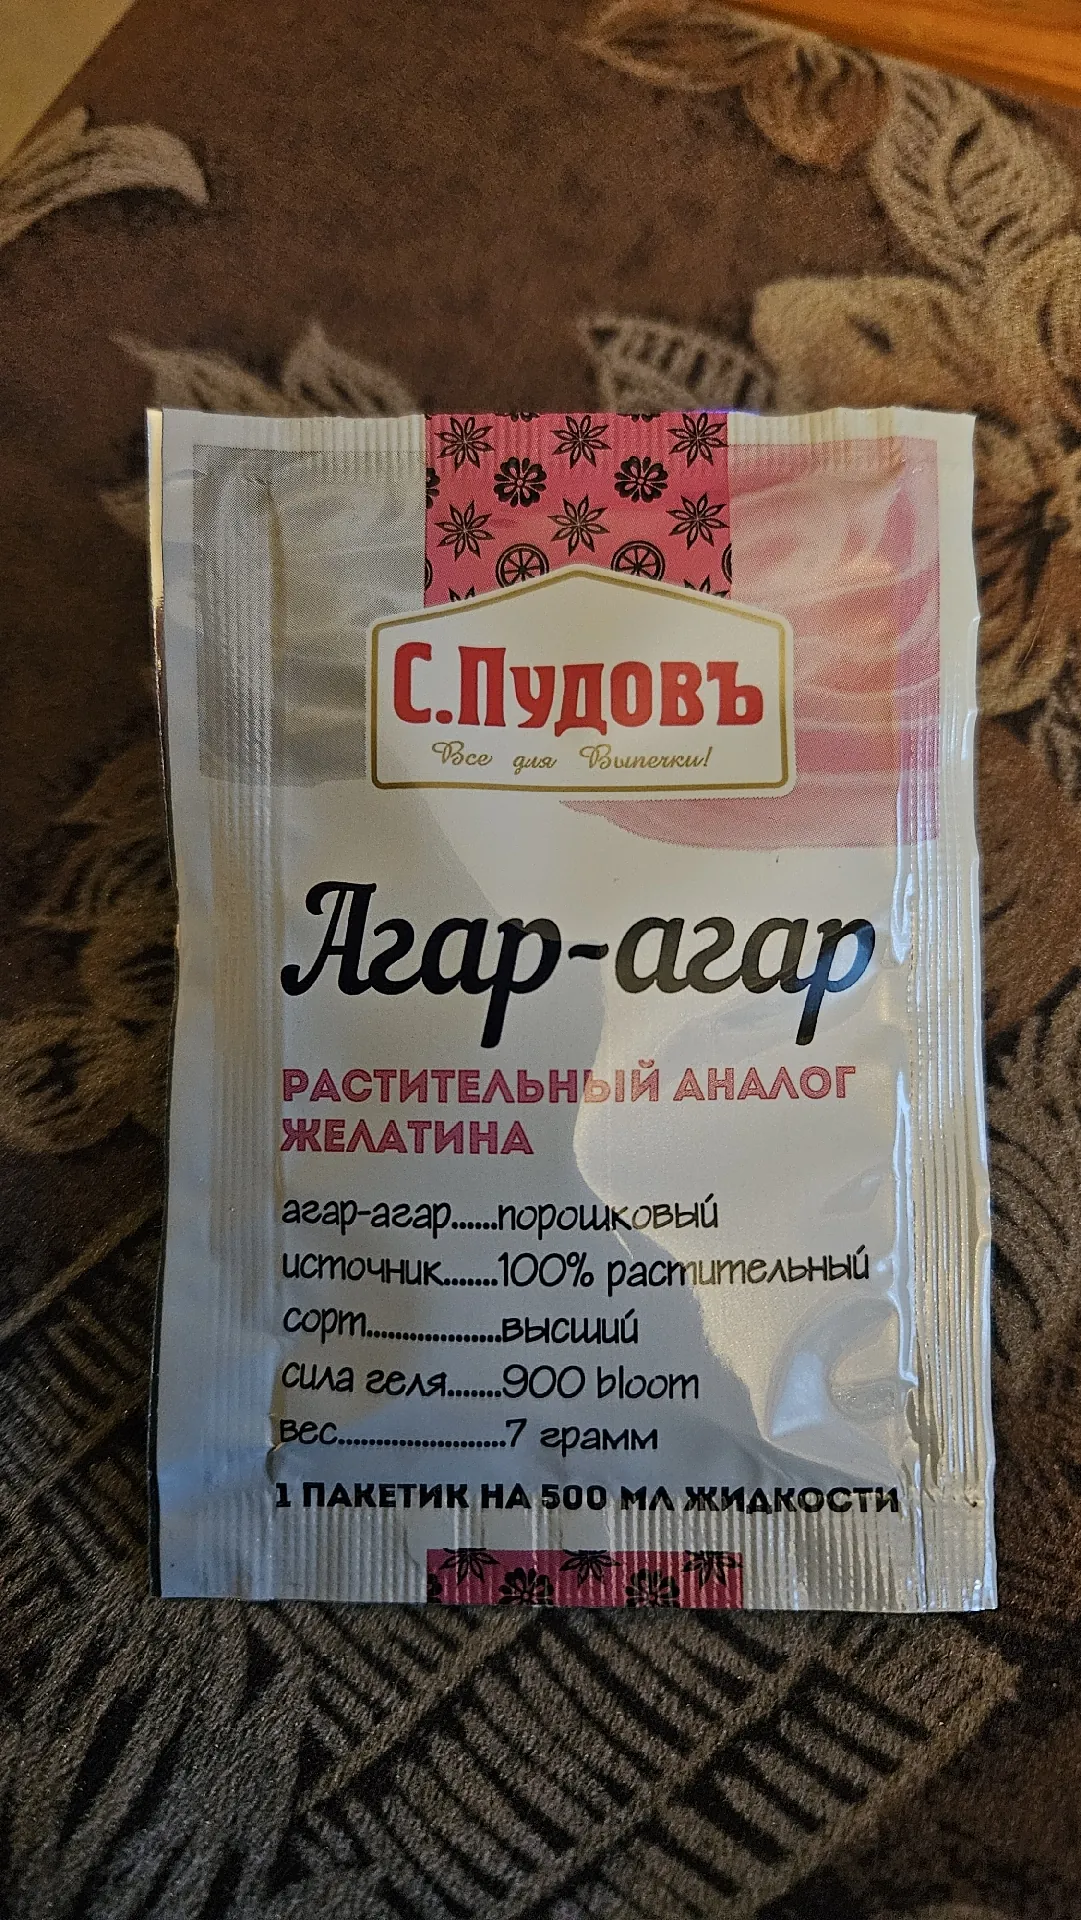 С.Пудовъ
Все для Выпечки!
Агар-агар
РАСТИТЕЛЬНЫЙ АНАЛОГ
ЖЕЛАТИНА
агар-агар......порошковый
источник.......100% растительный
сорт..................высший
сила геля.......900 bloom
вес......................7 грамм
1 ПАКЕТИК НА 500 МЛ ЖИДКОСТИ